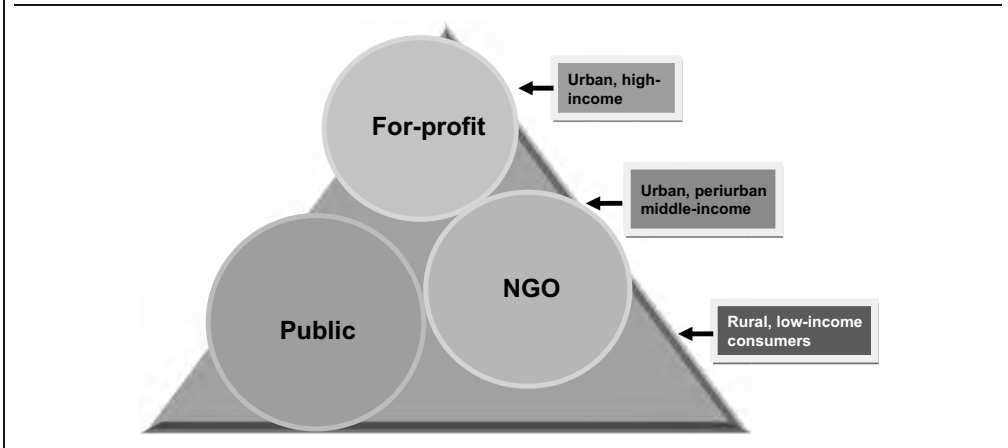 Urban, high-
income
For-profit
Urban, periurban
middle-income
NGO
Public
Rural, low-income
consumers